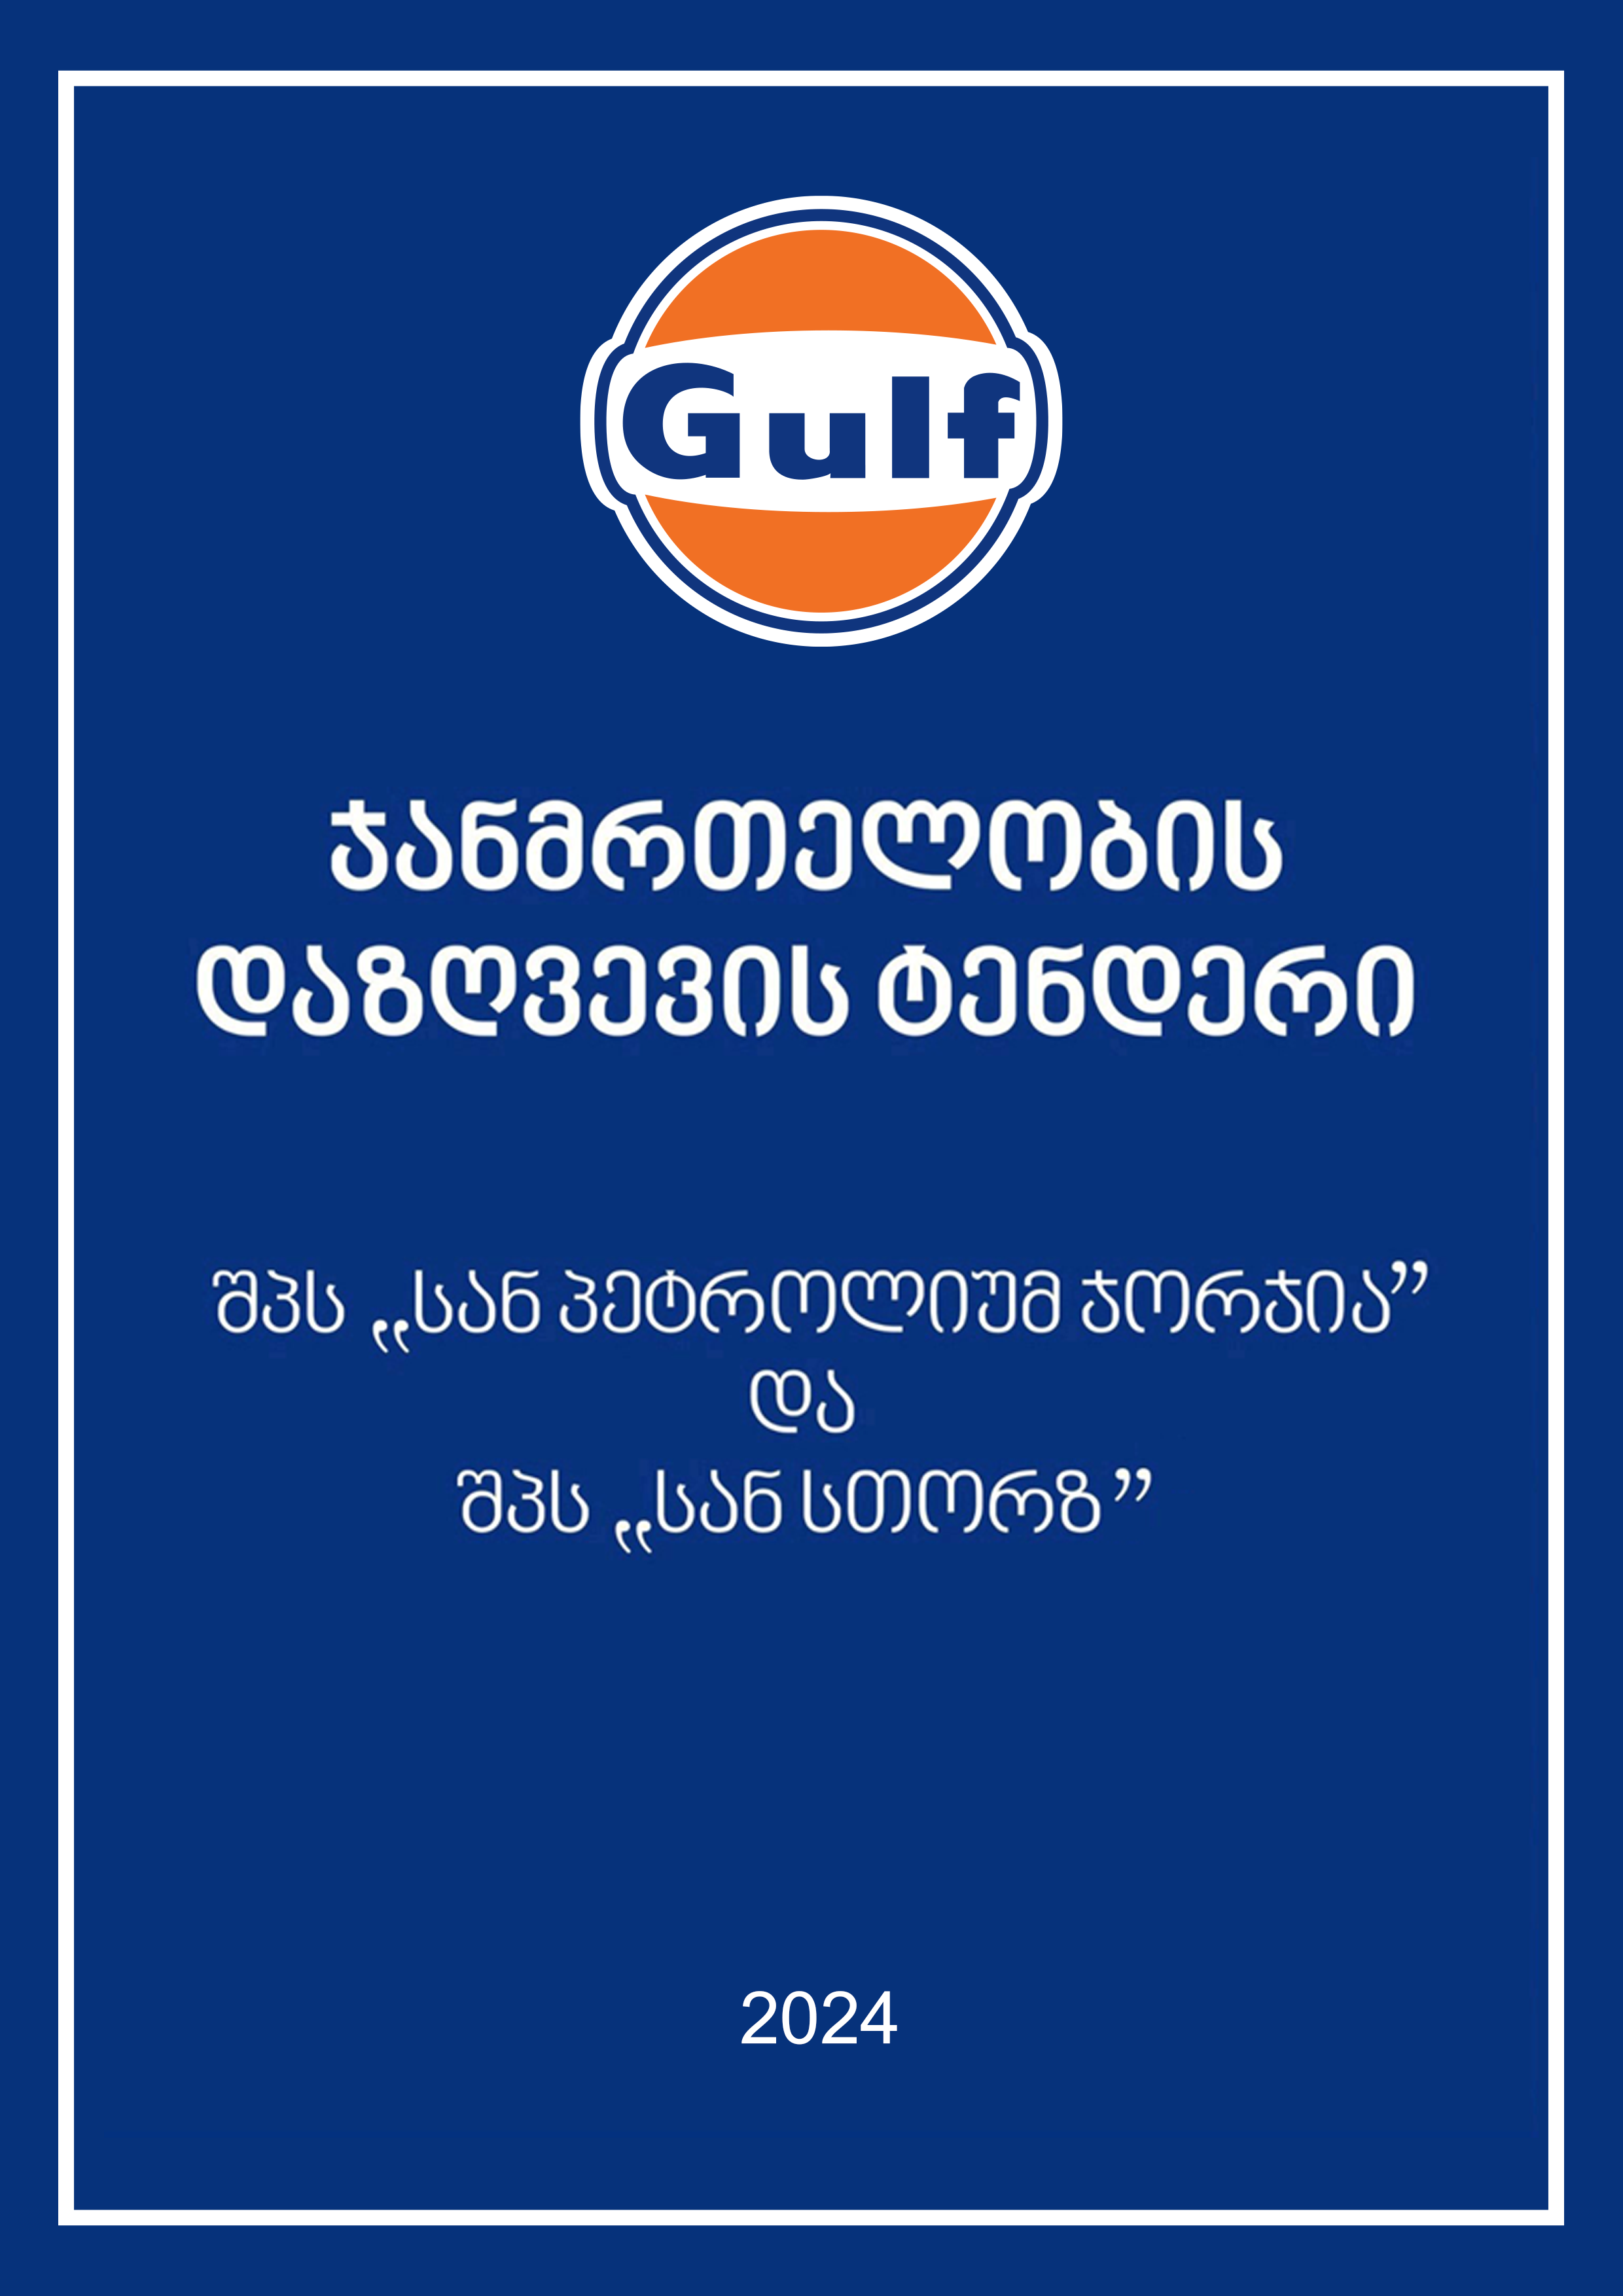 Gulf
ჯანმრთელობის
დაზღვევის ტენდერი
შპს „სან პეტროლიუმ ჯორჯია”
და
შპს „სან სთორზ”
2024